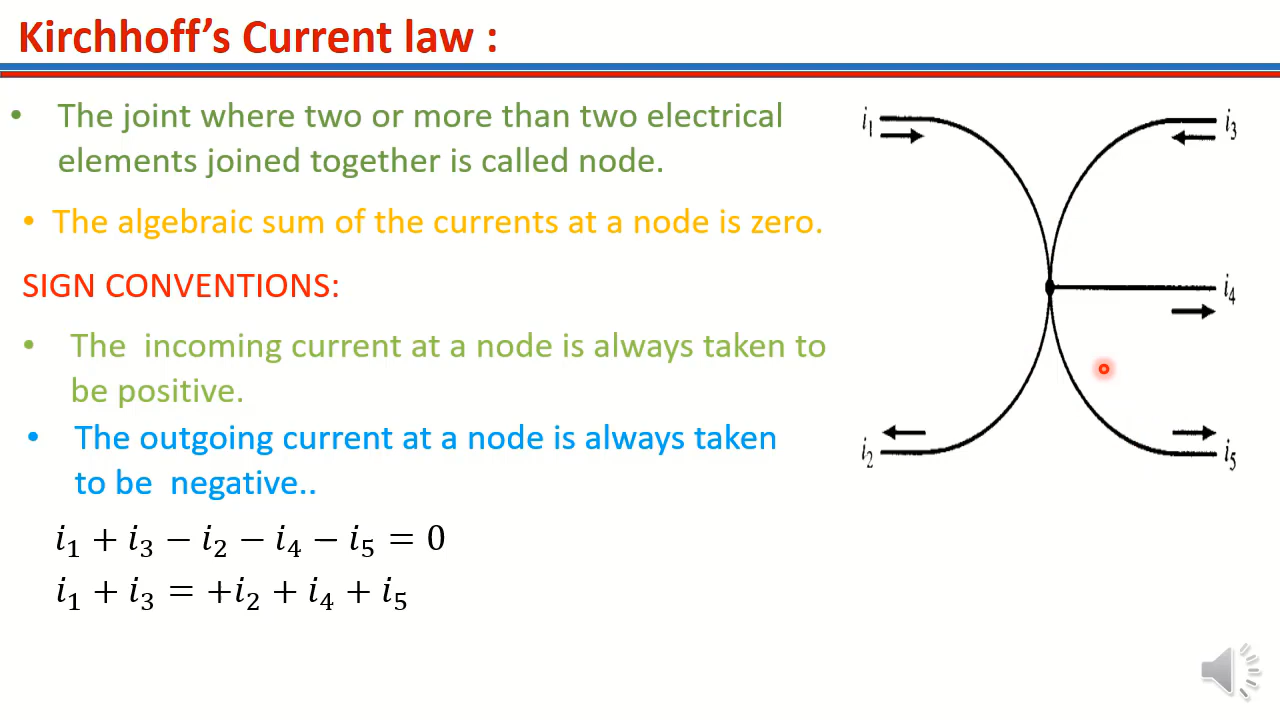 Kirchhoff's Current law :
• The joint where two or more than two electrical
elements joined together is called node.
• The algebraic sum of the currents at a node is zero.
SIGN CONVENTIONS:
• The incoming current at a node is always taken to
be positive.
• The outgoing current at a node is always taken
to be negative..
i₁ + i₃ − i₂ − i₄ − i₅ = 0
i₁ + i₃ = +i₂ + i₄ + i₅
i₁
i₃
i₄
i₂
i₅